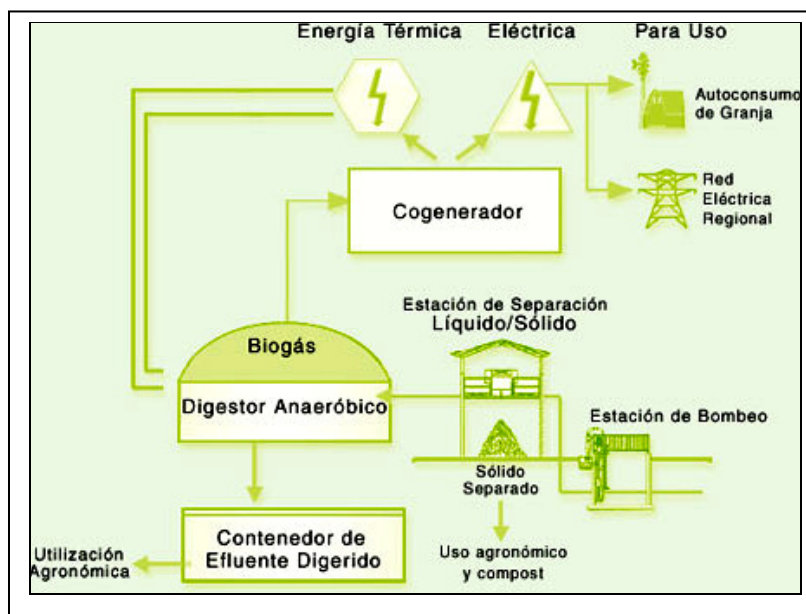 Energía Térmica
Eléctrica
Para Uso
Autoconsumo
de Granja
Red
Eléctrica
Regional
Cogenerador
Estación de Separación
Líquido/Sólido
Biogás
Digestor Anaeróbico
Estación de Bombeo
Sólido
Separado
Contenedor de
Efluente Digerido
Utilización
Agronómica
Uso agronómico
y compost